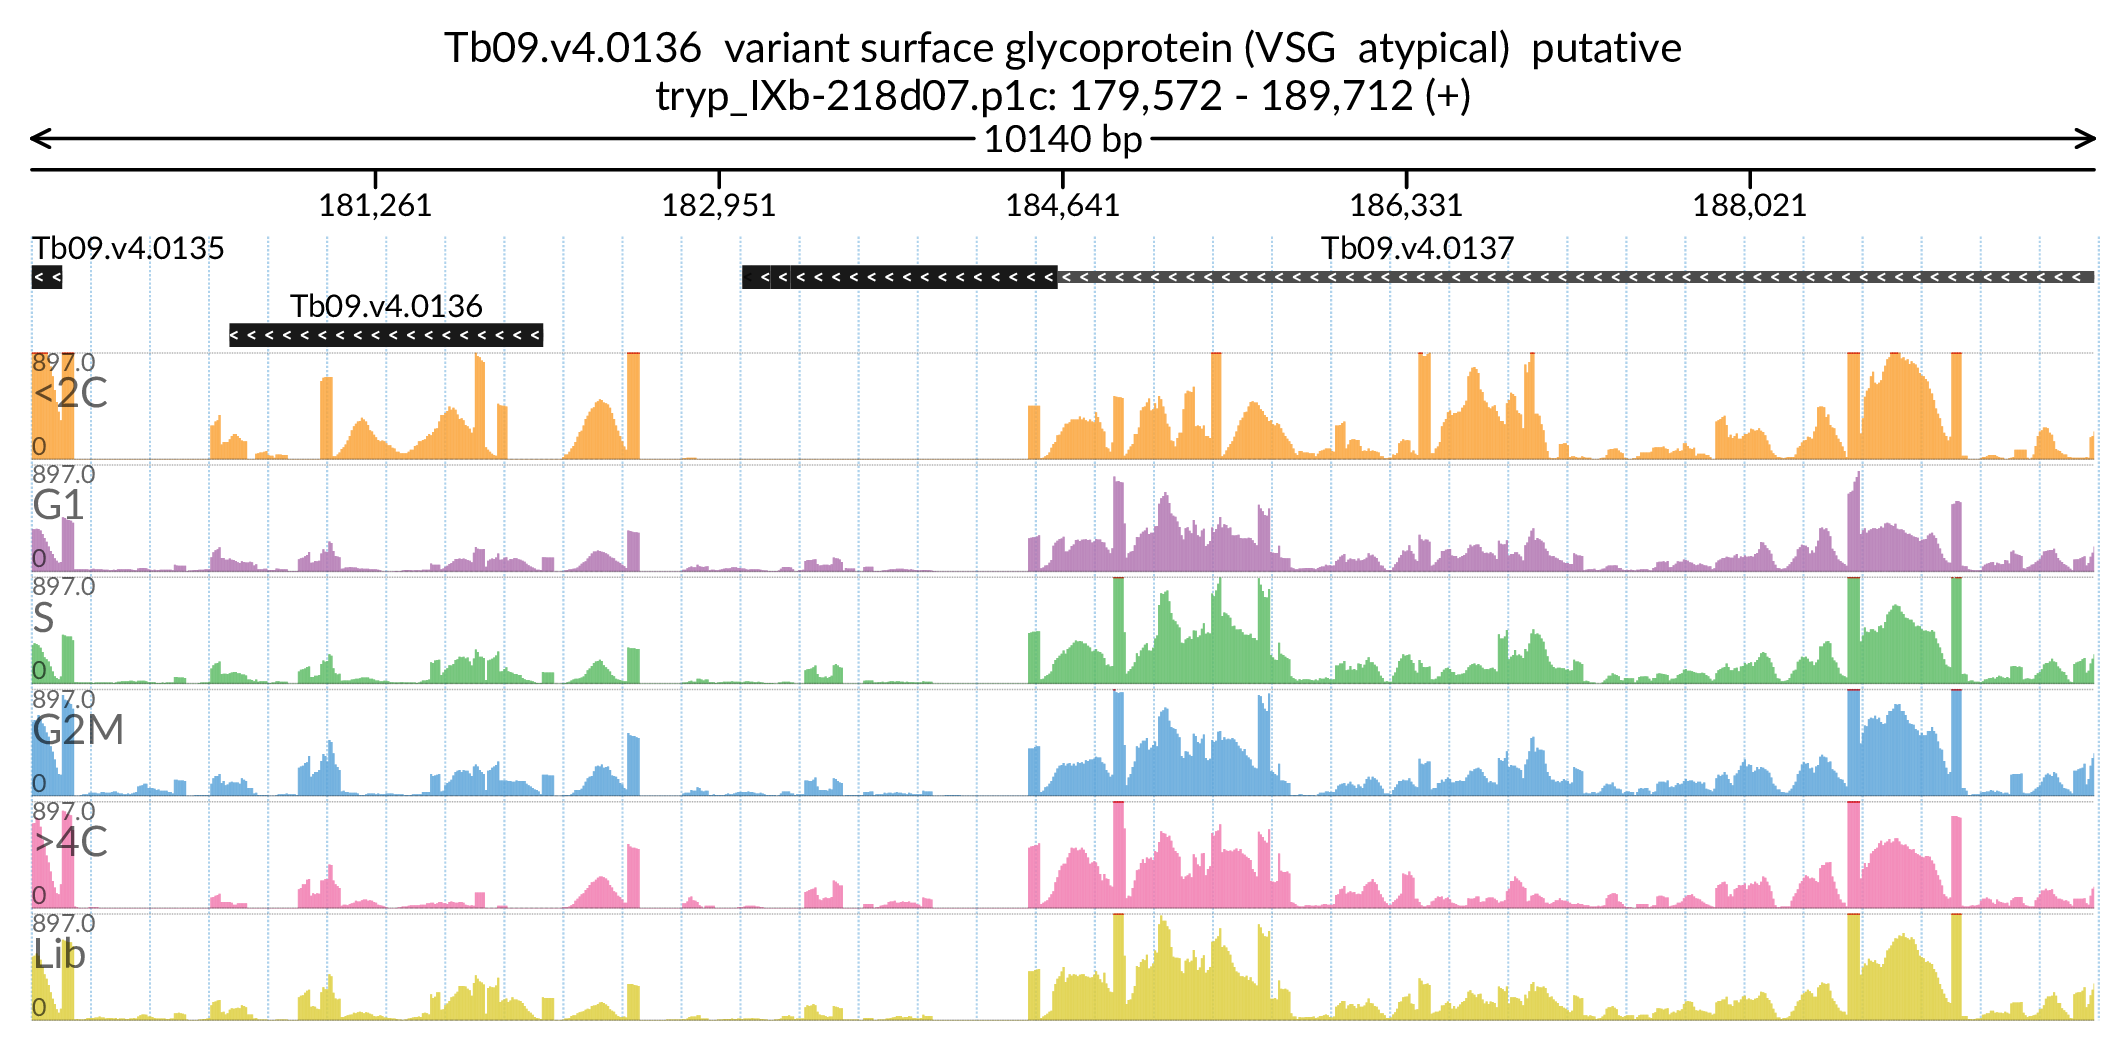 Tb09.v4.0136 variant surface glycoprotein (VSG atypical) putative
tryp_IXb-218d07.p1c: 179,572 - 189,712 (+)
10140 bp
181,261 182,951 184,641 186,331 188,021
Tb09.v4.0135 Tb09.v4.0137
Tb09.v4.0136
897.0
<2C
0
897.0
G1
0
897.0
S
0
897.0
G2M
0
897.0
>4C
0
897.0
Lib
0